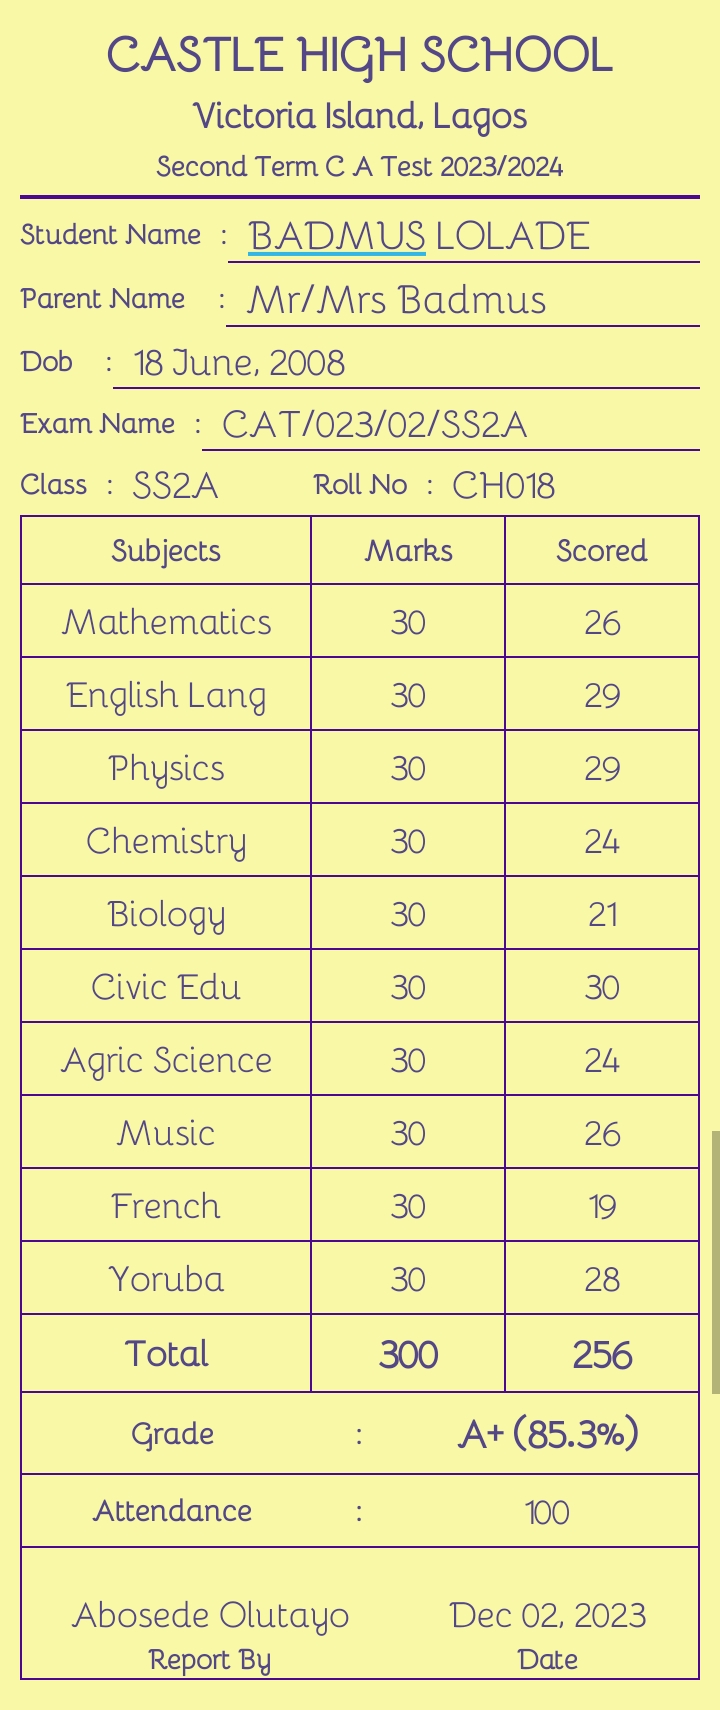 CASTLE HIGH SCHOOL
Victoria Island, Lagos
Second Term C A Test 2023/2024
Student Name : BADMUS LOLADE
Parent Name : Mr/Mrs Badmus
Dob : 18 June, 2008
Exam Name : CAT/023/02/SS2A
Class : SS2A Roll No : CH018
Subjects Marks Scored
Mathematics 30 26
English Lang 30 29
Physics 30 29
Chemistry 30 24
Biology 30 21
Civic Edu 30 30
Agric Science 30 24
Music 30 26
French 30 19
Yoruba 30 28
Total 300 256
Grade : A+ (85.3%)
Attendance : 100
Abosede Olutayo Dec 02, 2023
Report By Date